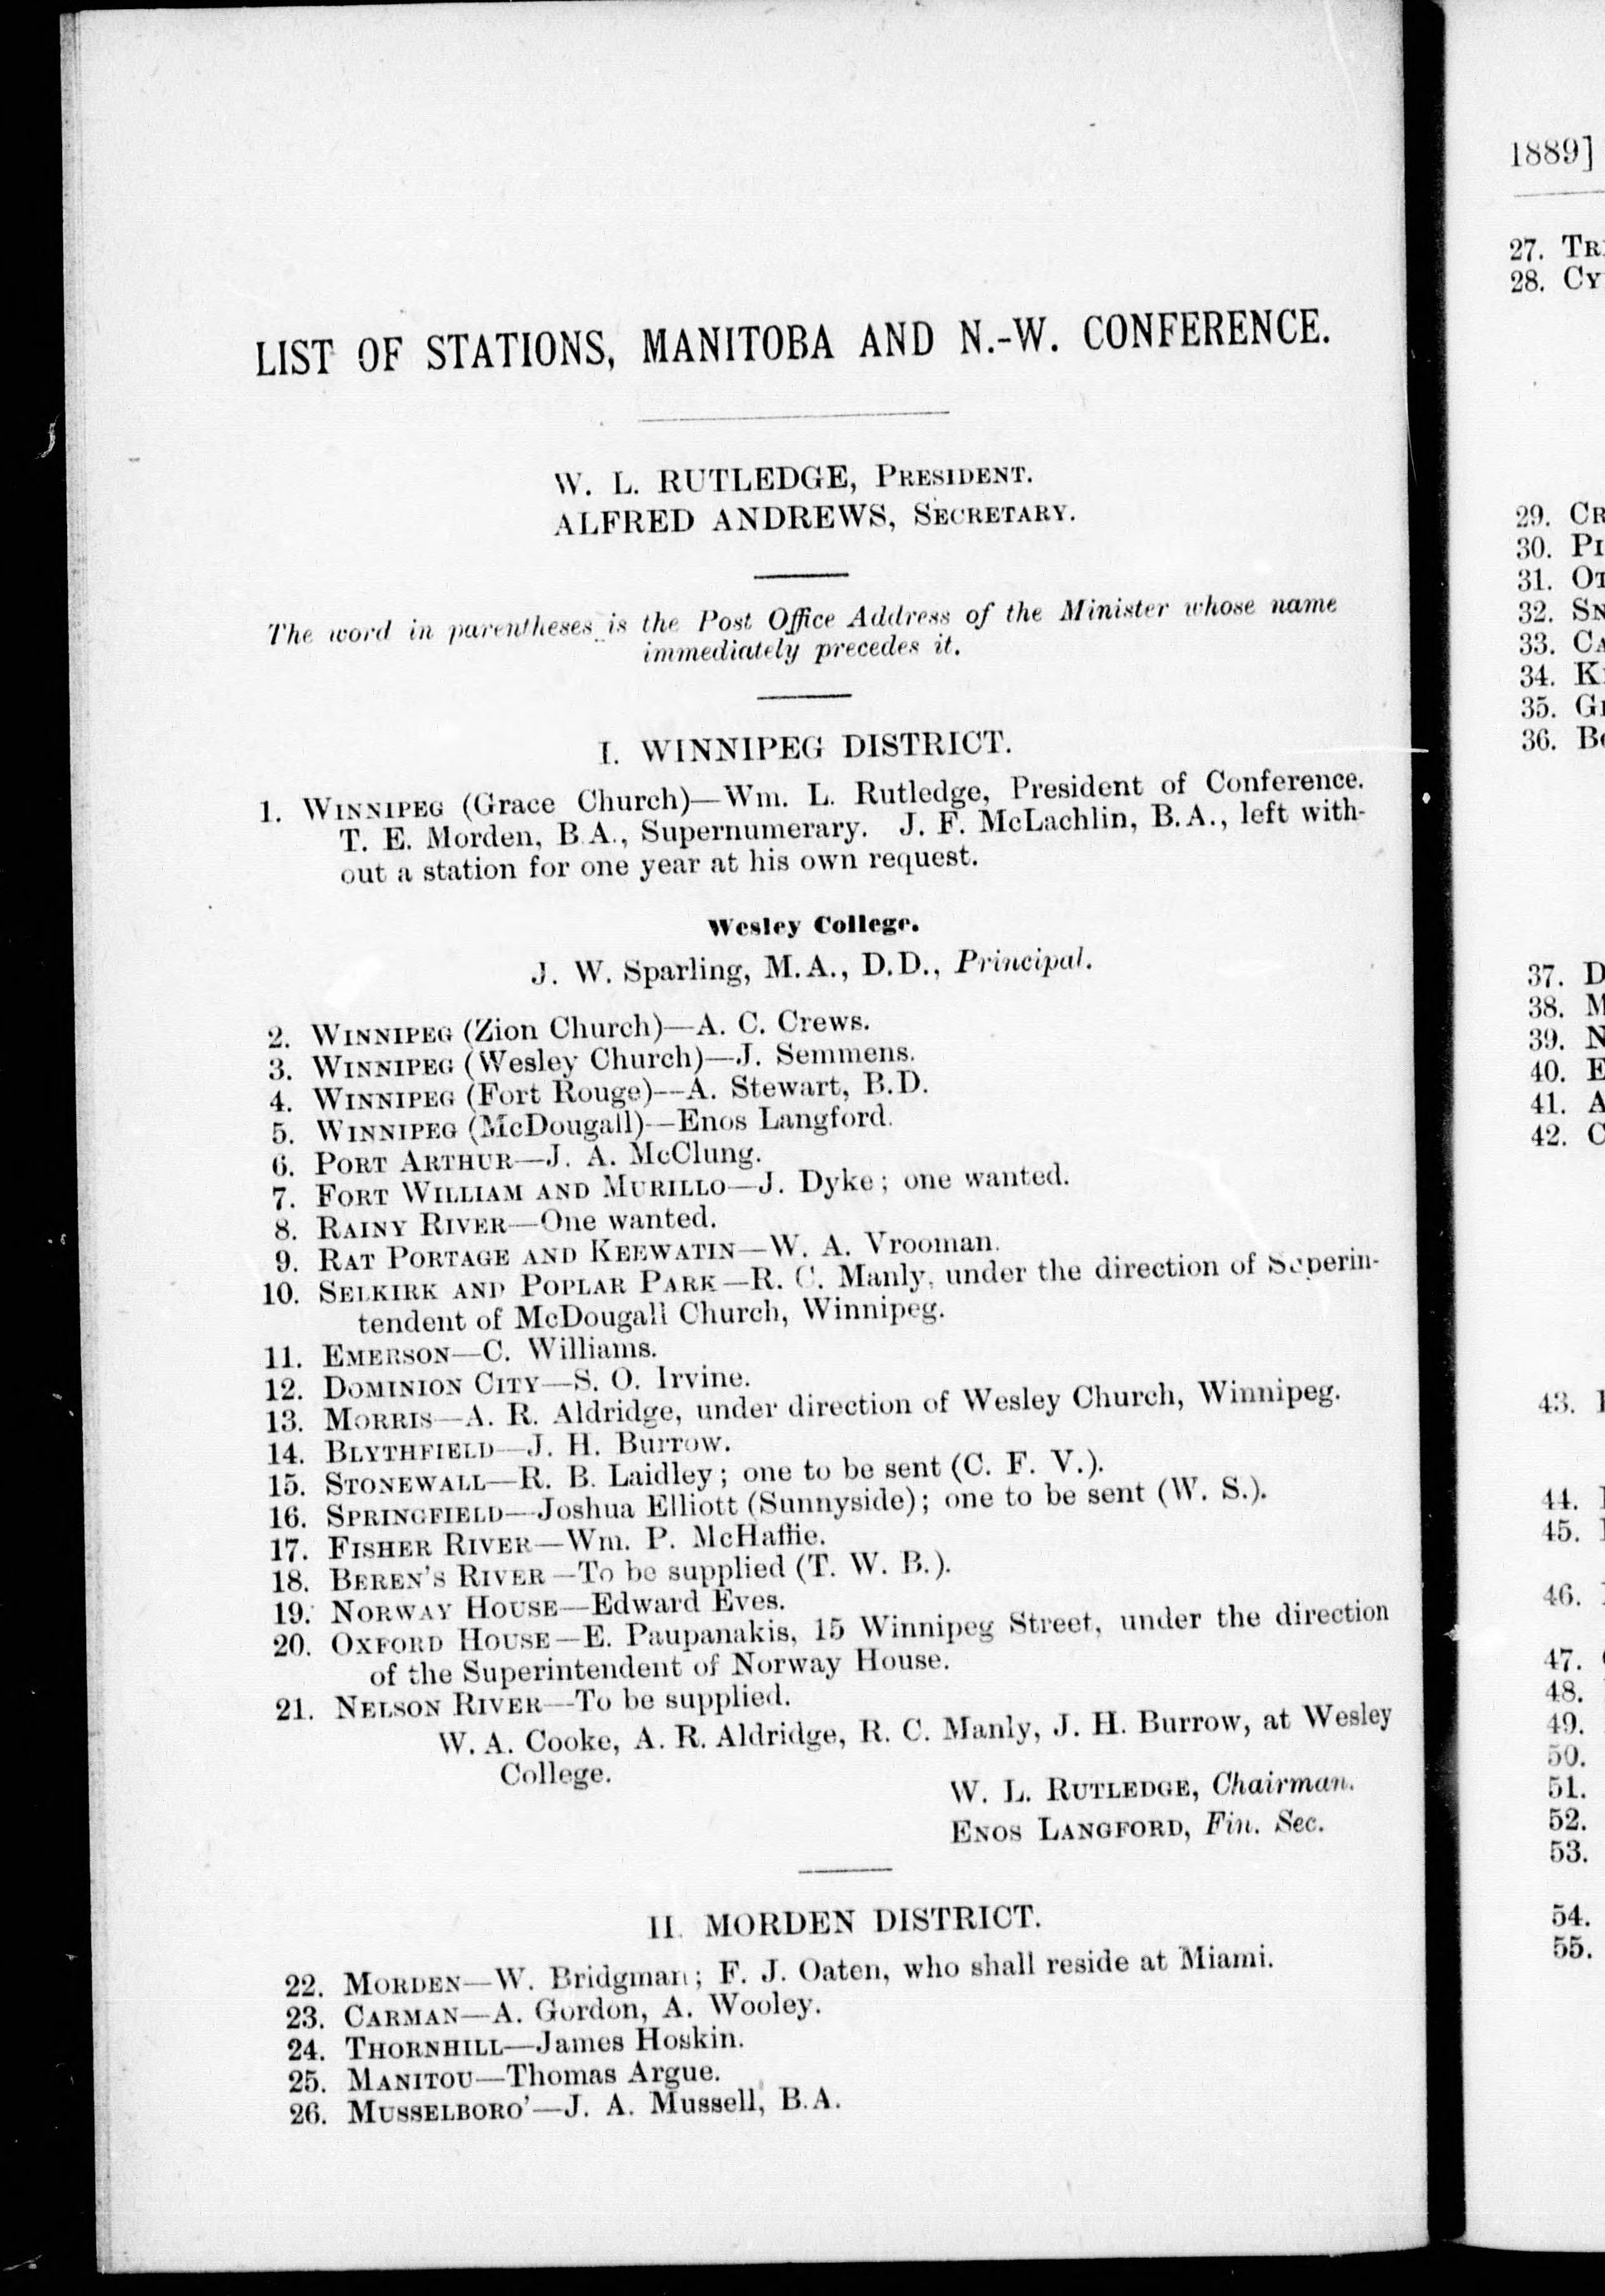 LIST OF STATIONS, MANITOBA AND N.-W. CONFERENCE.
W. L. RUTLEDGE, PRESIDENT.
ALFRED ANDREWS, SECRETARY.
The word in parentheses is the Post Office Address of the Minister whose name
immediately precedes it.
I. WINNIPEG DISTRICT.
1. WINNIPEG (Grace Church)—Wm. L. Rutledge, President of Conference.
T. E. Morden, B.A., Supernumerary. J. F. McLachlin, B.A., left with-
out a station for one year at his own request.
Wesley College.
J. W. Sparling, M.A., D.D., Principal.
2. WINNIPEG (Zion Church)—A. C. Crews.
3. WINNIPEG (Wesley Church)—J. Semmens.
4. WINNIPEG (Fort Rouge)—A. Stewart, B.D.
5. WINNIPEG (McDougall)—Enos Langford.
6. PORT ARTHUR—J. A. McClung.
7. FORT WILLIAM AND MURILLO—J. Dyke; one wanted.
8. RAINY RIVER—One wanted.
9. RAT PORTAGE AND KEEWATIN—W. A. Vrooman.
10. SELKIRK AND POPLAR PARK—R. C. Manly, under the direction of Superin-
tendent of McDougall Church, Winnipeg.
11. EMERSON—C. Williams.
12. DOMINION CITY—S. O. Irvine.
13. MORRIS—A. R. Aldridge, under direction of Wesley Church, Winnipeg.
14. BLYTHFIELD—J. H. Burrow.
15. STONEWALL—R. B. Laidley; one to be sent (C. F. V.).
16. SPRINGFIELD—Joshua Elliott (Sunnyside); one to be sent (W. S.).
17. FISHER RIVER—Wm. P. McHaffie.
18. BEREN'S RIVER—To be supplied (T. W. B.).
19. NORWAY HOUSE—Edward Eves.
20. OXFORD HOUSE—E. Paupanakis, 15 Winnipeg Street, under the direction
of the Superintendent of Norway House.
21. NELSON RIVER—To be supplied.
W. A. Cooke, A. R. Aldridge, R. C. Manly, J. H. Burrow, at Wesley
College.
W. L. RUTLEDGE, Chairman.
ENOS LANGFORD, Fin. Sec.
II. MORDEN DISTRICT.
22. MORDEN—W. Bridgman; F. J. Oaten, who shall reside at Miami.
23. CARMAN—A. Gordon, A. Wooley.
24. THORNHILL—James Hoskin.
25. MANITOU—Thomas Argue.
26. MUSSELBORO'—J. A. Mussell, B.A.
1889]
27.
28.
29.
30.
31.
32.
33.
34.
35.
36.
37.
38.
39.
40.
41.
42.
43.
44.
45.
46.
47.
48.
49.
50.
51.
52.
53.
54.
55.